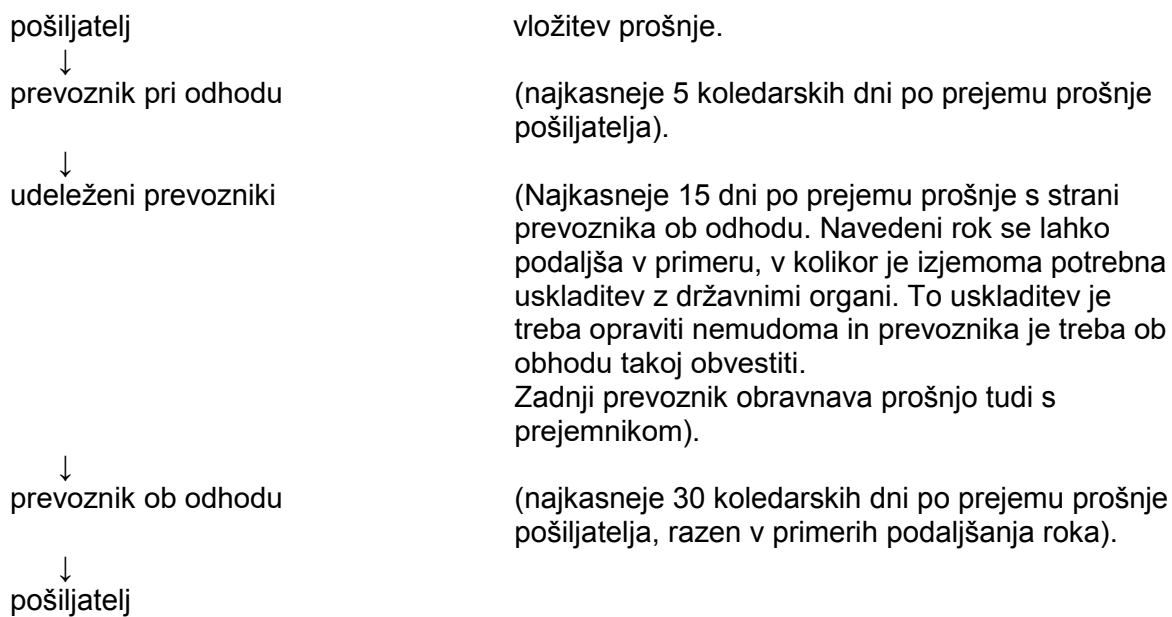 pošiljatelj vložitev prošnje.
↓
prevoznik pri odhodu (najkasneje 5 koledarskih dni po prejemu prošnje
pošiljatelja).
↓
udeleženi prevozniki (Najkasneje 15 dni po prejemu prošnje s strani
prevoznika ob odhodu. Navedeni rok se lahko
podaljša v primeru, v kolikor je izjemoma potrebna
uskladitev z državnimi organi. To uskladitev je
treba opraviti nemudoma in prevoznika je treba ob
obhodu takoj obvestiti.
Zadnji prevoznik obravnava prošnjo tudi s
prejemnikom).
↓
prevoznik ob odhodu (najkasneje 30 koledarskih dni po prejemu prošnje
pošiljatelja, razen v primerih podaljšanja roka).
↓
pošiljatelj